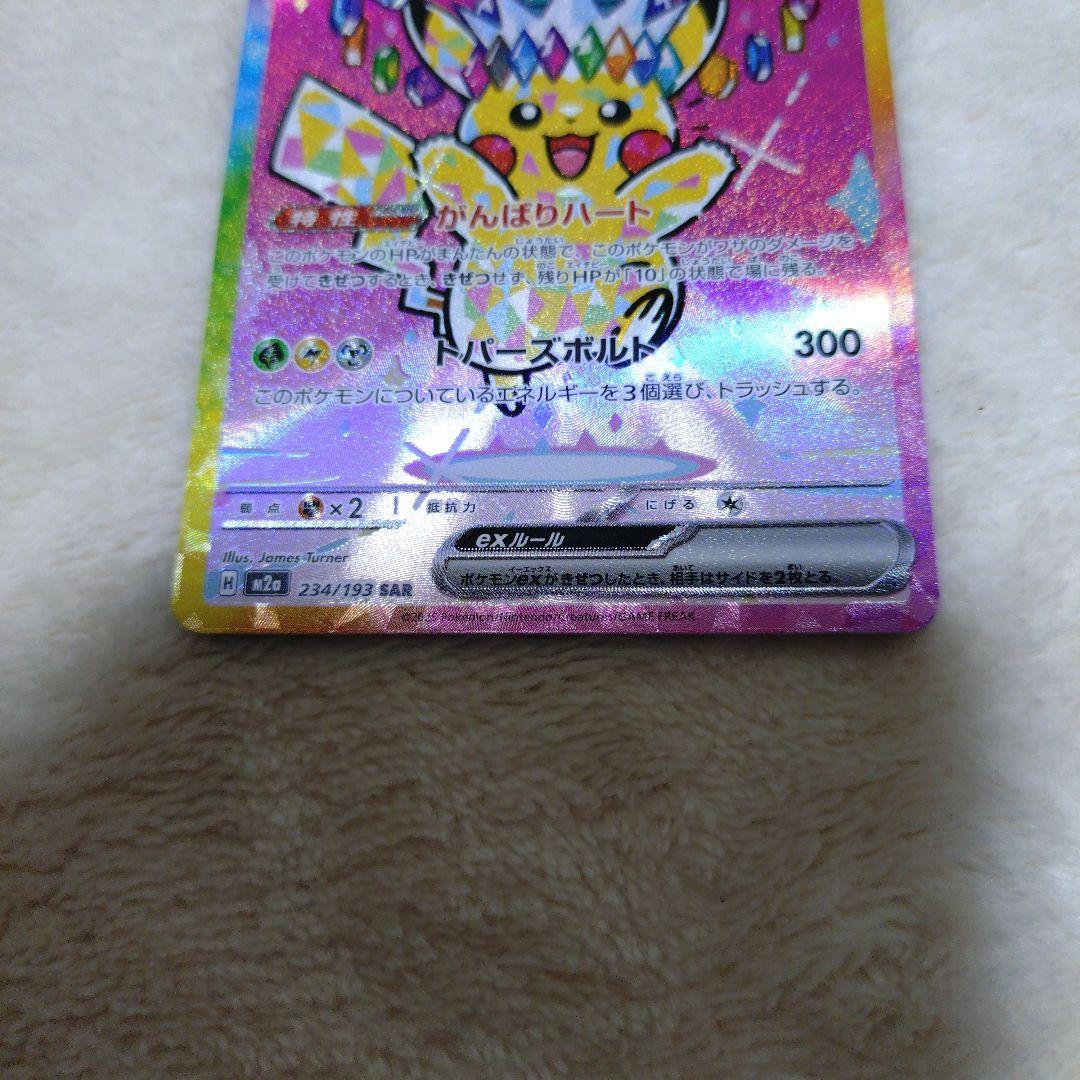 特性 がんばりハート
このポケモンのHPがまんたんの状態で、このポケモンがワザのダメージを
受けてきぜつするとき、きぜつせず、残りHPが「10」の状態で場に残る。
トパーズボルト 300
このポケモンについているエネルギーを3個選び、トラッシュする。
弱点 ×2 抵抗力 にげる
exルール
ポケモンexがきぜつしたとき、相手はサイドを2枚とる。
Illus. James Turner
H M2a 234/193 SAR
©2025 Pokémon/Nintendo/Creatures/GAME FREAK